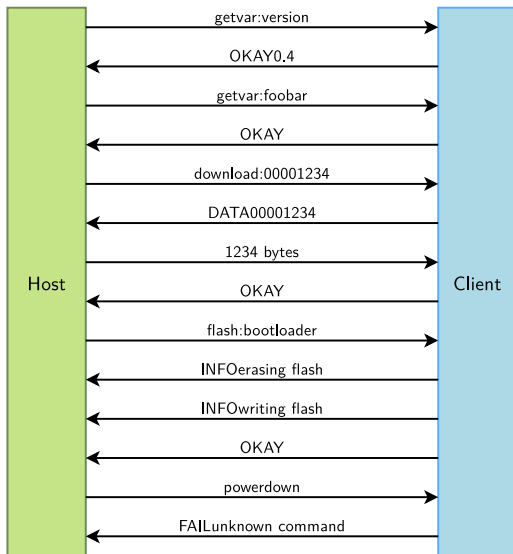 getvar:version
OKAY0.4
getvar:foobar
OKAY
download:00001234
DATA00001234
1234 bytes
Host
Client
OKAY
flash:bootloader
INFOerasing flash
INFOwriting flash
OKAY
powerdown
FAILunknown command